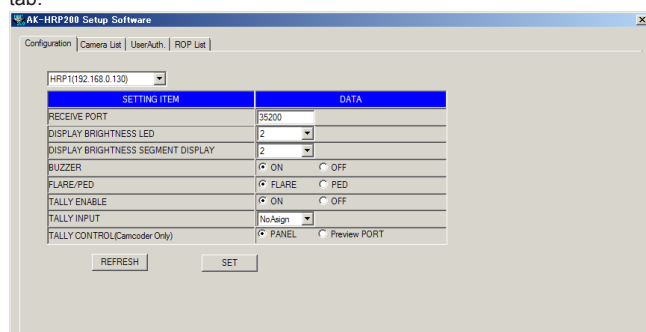 tab.
AK-HRP200 Setup Software
Configuration Camera List UserAuth. ROP List
HRP1(192.168.0.130)
SETTING ITEM DATA
RECEIVE PORT 35200
DISPLAY BRIGHTNESS LED 2
DISPLAY BRIGHTNESS SEGMENT DISPLAY 2
BUZZER ON OFF
FLARE/PED FLARE PED
TALLY ENABLE ON OFF
TALLY INPUT NoAsign
TALLY CONTROL(Camcoder Only) PANEL Preview PORT
REFRESH SET